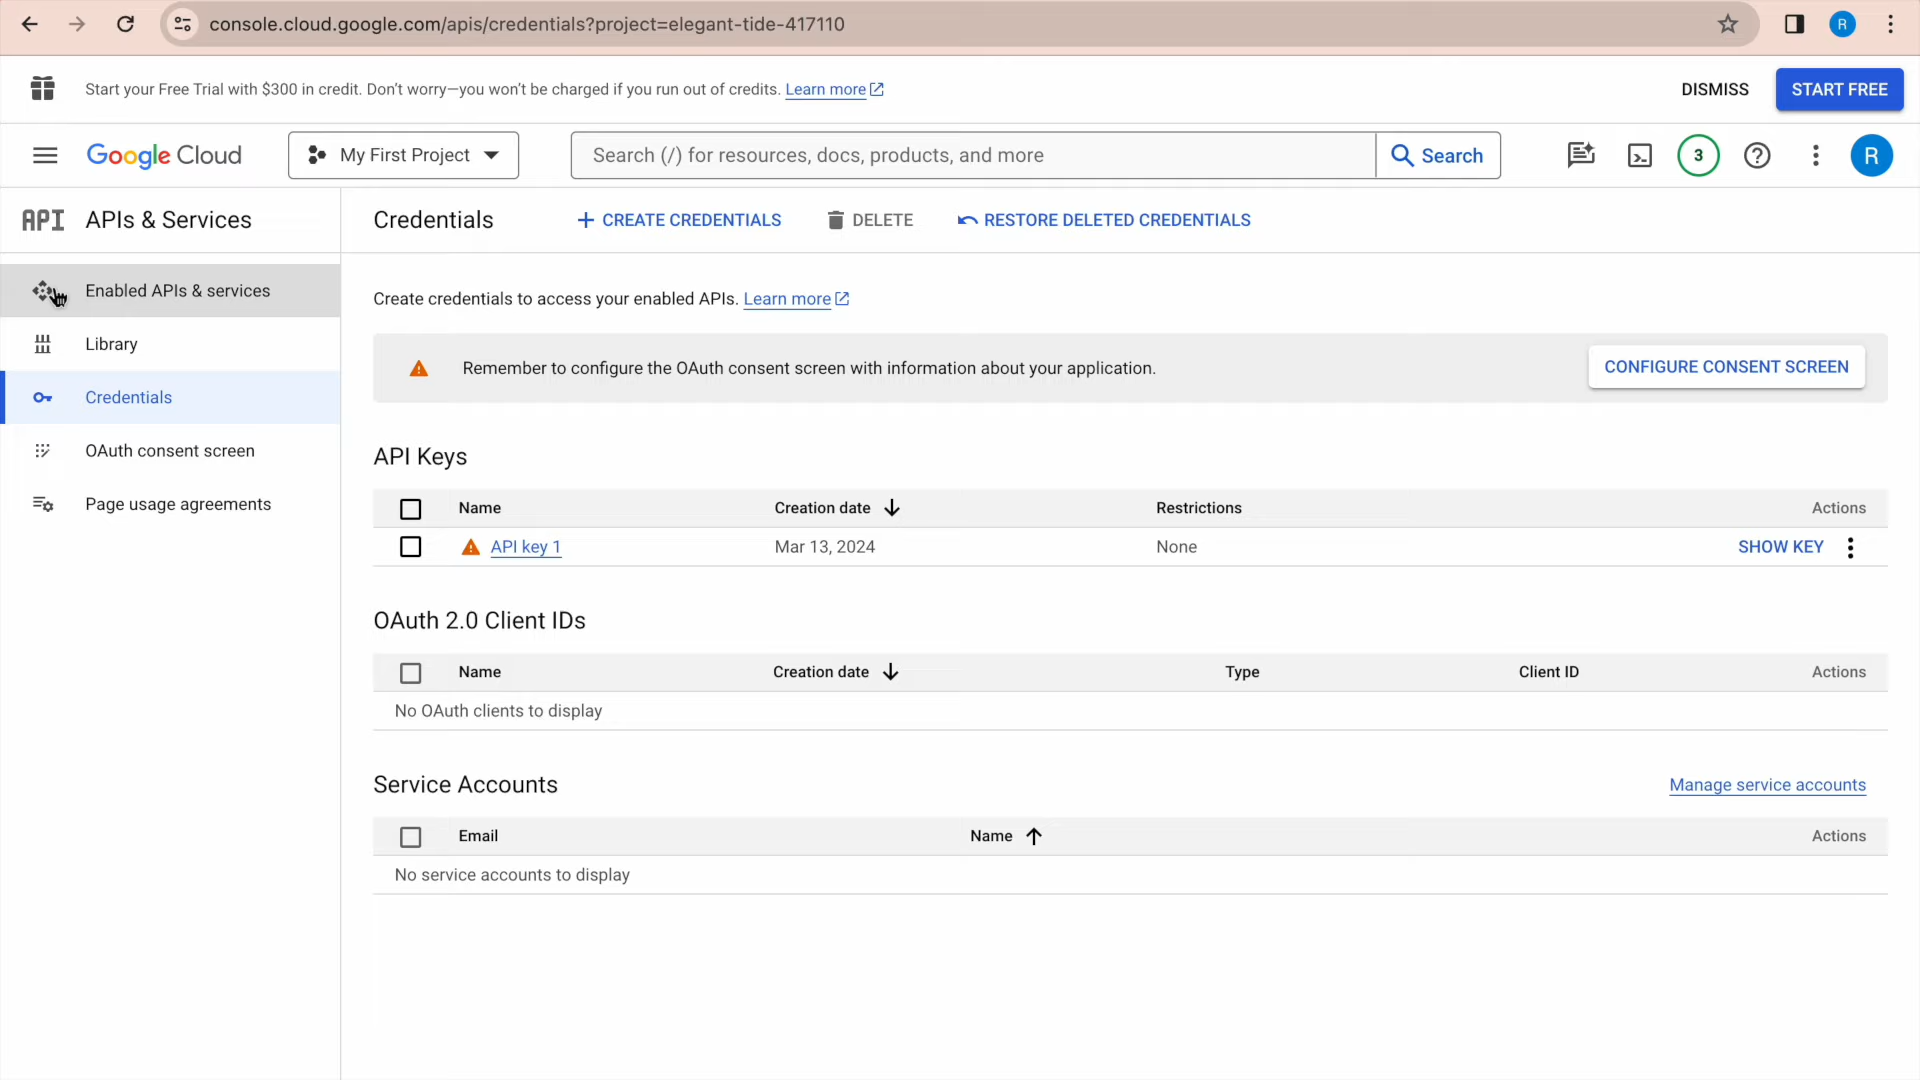 console.cloud.google.com/apis/credentials?project=elegant-tide-417110
R
Start your Free Trial with $300 in credit. Don't worry—you won't be charged if you run out of credits. Learn more
DISMISS
START FREE
Google Cloud
My First Project
Search (/) for resources, docs, products, and more
Search
3
R
API APIs & Services
Credentials
CREATE CREDENTIALS
DELETE
RESTORE DELETED CREDENTIALS
Enabled APIs & services
Library
Credentials
OAuth consent screen
Page usage agreements
Create credentials to access your enabled APIs. Learn more
Remember to configure the OAuth consent screen with information about your application.
CONFIGURE CONSENT SCREEN
API Keys
Name Creation date Restrictions Actions
API key 1 Mar 13, 2024 None SHOW KEY
OAuth 2.0 Client IDs
Name Creation date Type Client ID Actions
No OAuth clients to display
Service Accounts
Manage service accounts
Email Name Actions
No service accounts to display